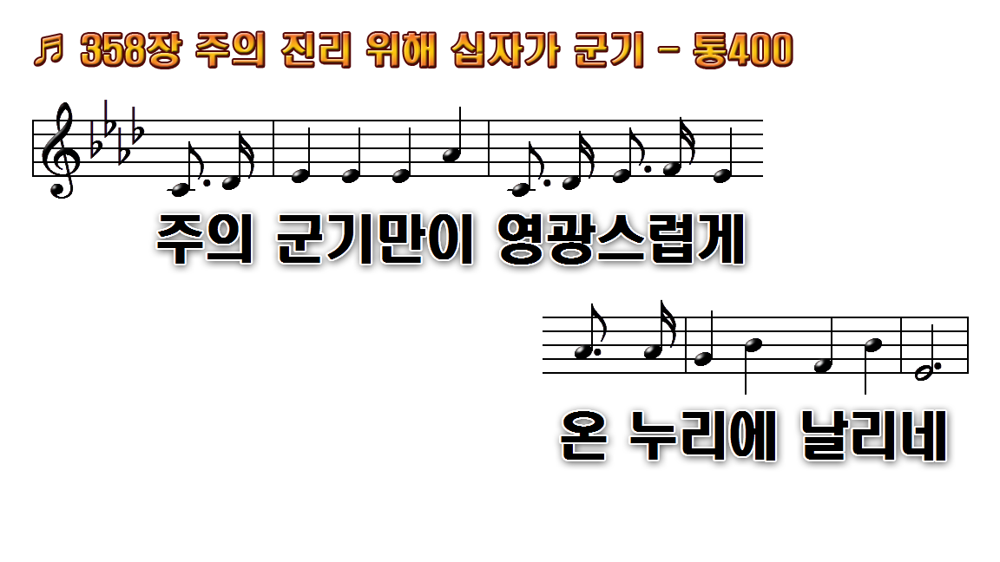 ♬ 358장 주의 진리 위해 십자가 군기 - 통400
주의 군기만이 영광스럽게
온 누리에 날리네